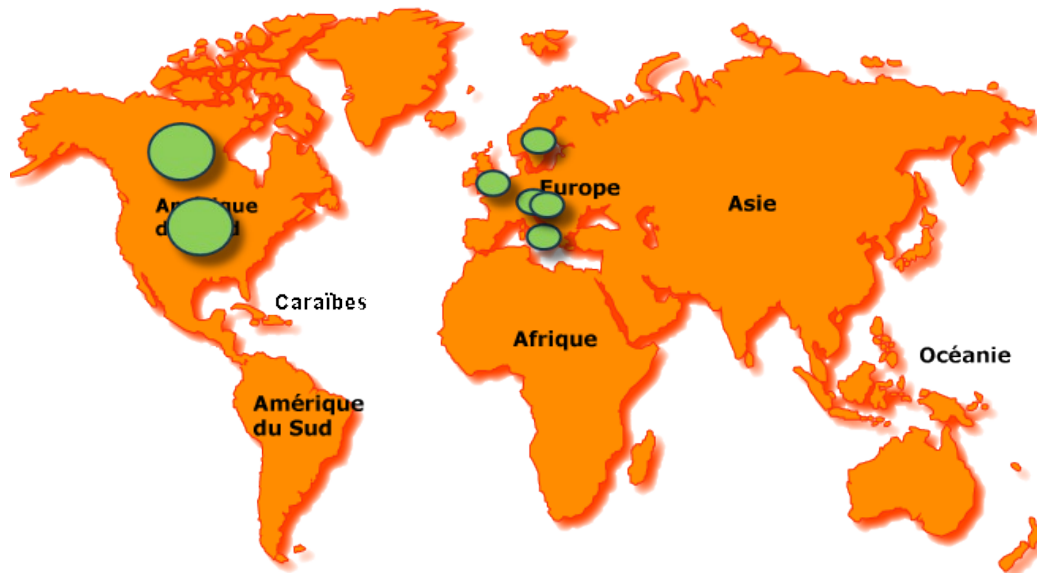 Europe
Asie
Caraïbes
Afrique
Océanie
Amérique
du Sud